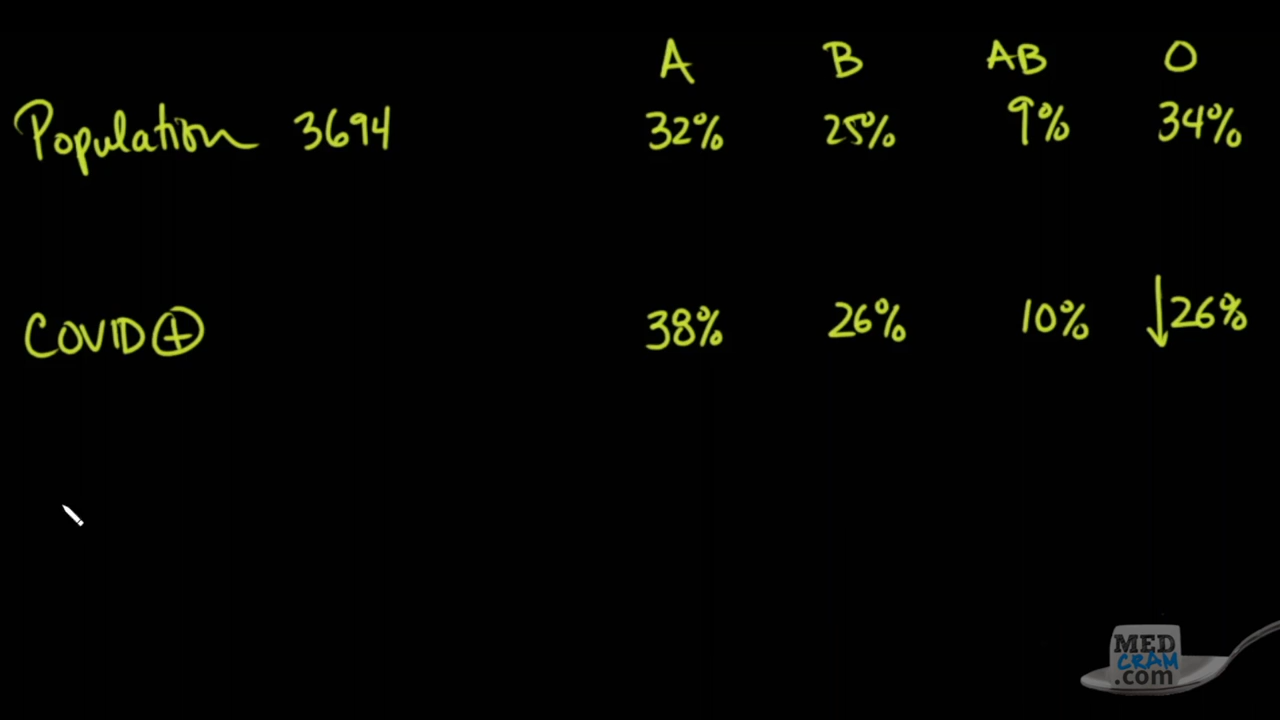 A B AB O
Population 3694 32% 25% 9% 34%
COVID + 38% 26% 10% ↓26%
MED
CRAM
.com